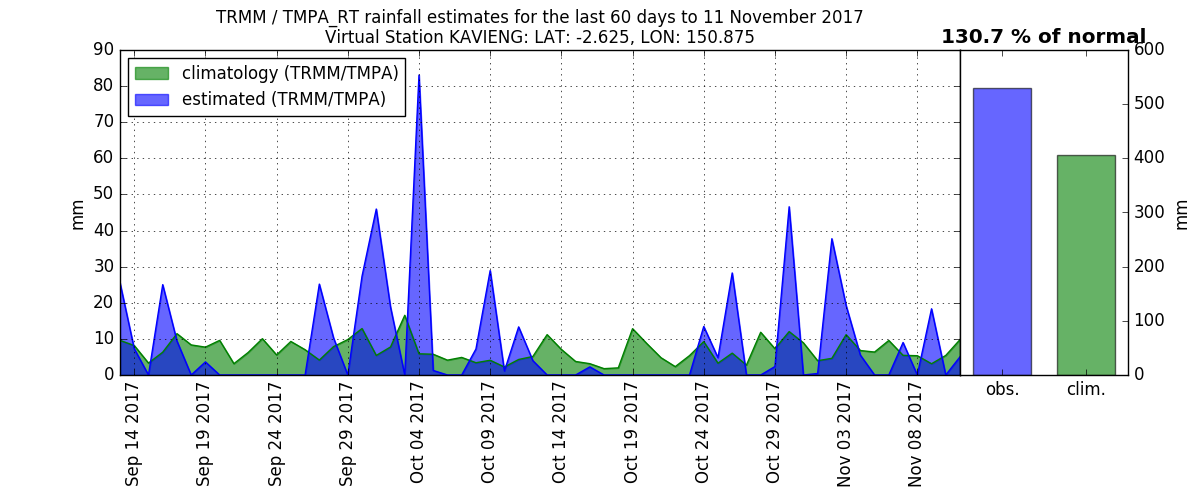 TRMM / TMPA_RT rainfall estimates for the last 60 days to 11 November 2017
Virtual Station KAVIENG: LAT: -2.625, LON: 150.875
130.7 % of normal
climatology (TRMM/TMPA)
estimated (TRMM/TMPA)
90
80
70
60
50
40
30
20
10
0
mm
Sep 14 2017
Sep 19 2017
Sep 24 2017
Sep 29 2017
Oct 04 2017
Oct 09 2017
Oct 14 2017
Oct 19 2017
Oct 24 2017
Oct 29 2017
Nov 03 2017
Nov 08 2017
600
500
400
300
200
100
0
mm
obs.
clim.